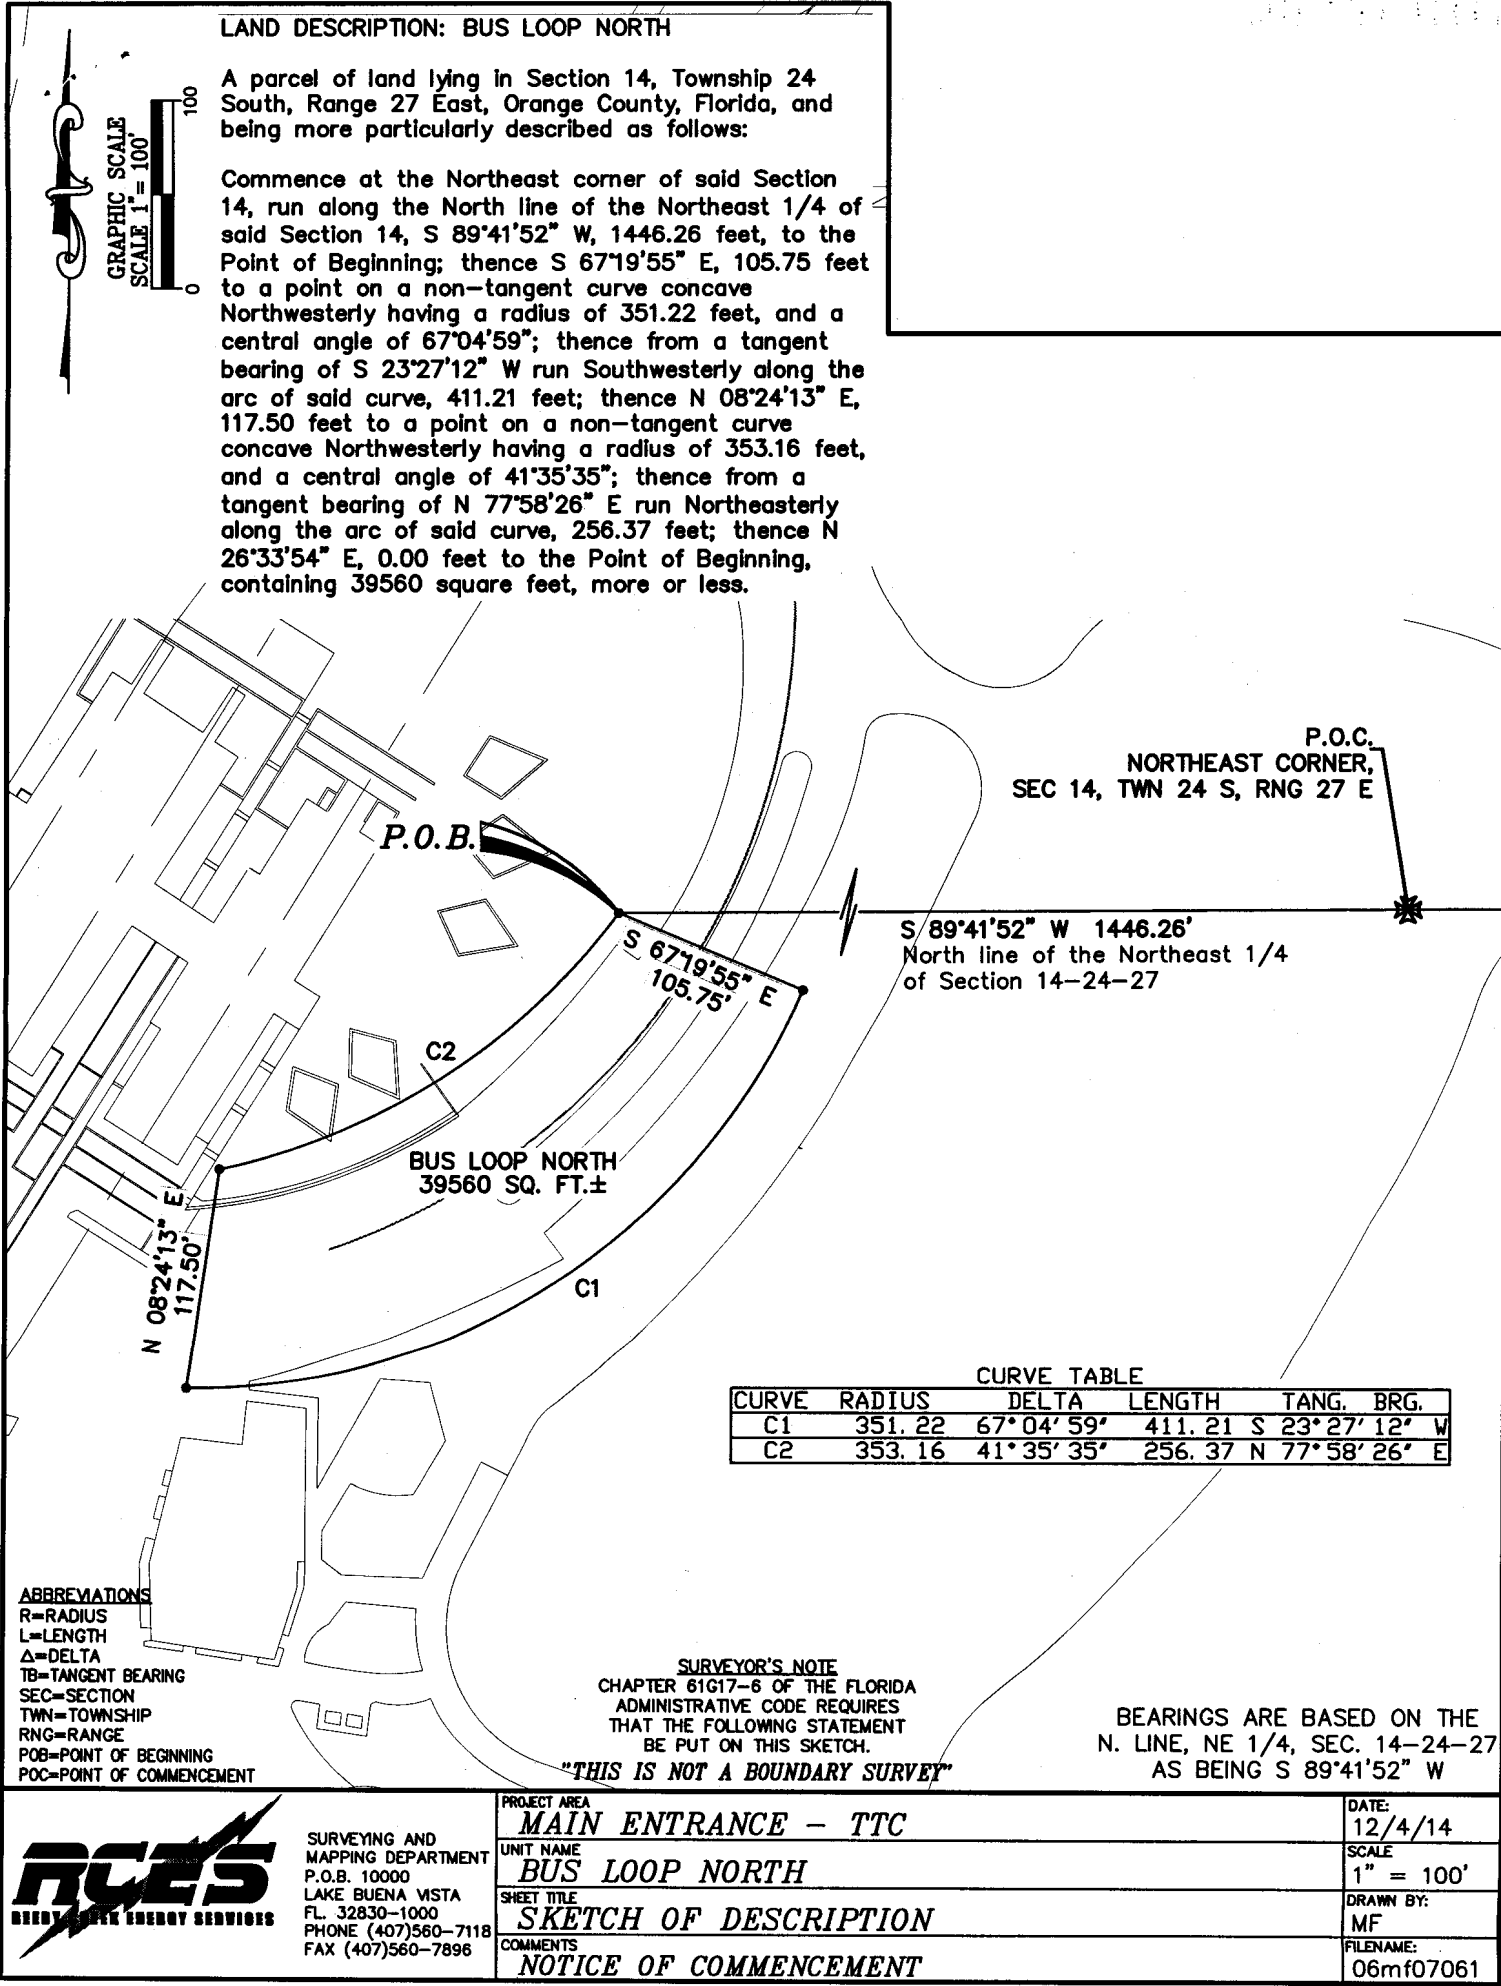 LAND DESCRIPTION: BUS LOOP NORTH
A parcel of land lying in Section 14, Township 24
South, Range 27 East, Orange County, Florida, and
being more particularly described as follows:
Commence at the Northeast corner of said Section
14, run along the North line of the Northeast 1/4 of
said Section 14, S 89°41'52" W, 1446.26 feet, to the
Point of Beginning; thence S 67°19'55" E, 105.75 feet
to a point on a non-tangent curve concave
Northwesterly having a radius of 351.22 feet, and a
central angle of 67°04'59"; thence from a tangent
bearing of S 23°27'12" W run Southwesterly along the
arc of said curve, 411.21 feet; thence N 08°24'13" E,
117.50 feet to a point on a non-tangent curve
concave Northwesterly having a radius of 353.16 feet,
and a central angle of 41°35'35"; thence from a
tangent bearing of N 77°58'26" E run Northeasterly
along the arc of said curve, 256.37 feet; thence N
26°33'54" E, 0.00 feet to the Point of Beginning,
containing 39560 square feet, more or less.
GRAPHIC SCALE
SCALE 1"= 100'
0
100
P.O.C.
NORTHEAST CORNER,
SEC 14, TWN 24 S, RNG 27 E
P.O.B.
S 89°41'52" W 1446.26'
North line of the Northeast 1/4
of Section 14-24-27
S 67°19'55" E
105.75'
C2
BUS LOOP NORTH
39560 SQ. FT.±
N 08°24'13" E
117.50'
C1
CURVE TABLE
CURVE RADIUS DELTA LENGTH TANG. BRG.
C1 351.22 67°04'59" 411.21 S 23°27'12" W
C2 353.16 41°35'35" 256.37 N 77°58'26" E
ABBREVIATIONS
R=RADIUS
L=LENGTH
Δ=DELTA
TB=TANGENT BEARING
SEC=SECTION
TWN=TOWNSHIP
RNG=RANGE
POB=POINT OF BEGINNING
POC=POINT OF COMMENCEMENT
SURVEYOR'S NOTE
CHAPTER 61G17-6 OF THE FLORIDA
ADMINISTRATIVE CODE REQUIRES
THAT THE FOLLOWING STATEMENT
BE PUT ON THIS SKETCH.
"THIS IS NOT A BOUNDARY SURVEY"
BEARINGS ARE BASED ON THE
N. LINE, NE 1/4, SEC. 14-24-27
AS BEING S 89°41'52" W
RCES
REEDY CREEK ENERGY SERVICES
SURVEYING AND
MAPPING DEPARTMENT
P.O.B. 10000
LAKE BUENA VISTA
FL. 32830-1000
PHONE (407)560-7118
FAX (407)560-7896
PROJECT AREA
MAIN ENTRANCE - TTC
UNIT NAME
BUS LOOP NORTH
SHEET TITLE
SKETCH OF DESCRIPTION
COMMENTS
NOTICE OF COMMENCEMENT
DATE:
12/4/14
SCALE
1" = 100'
DRAWN BY:
MF
FILENAME:
06mf07061